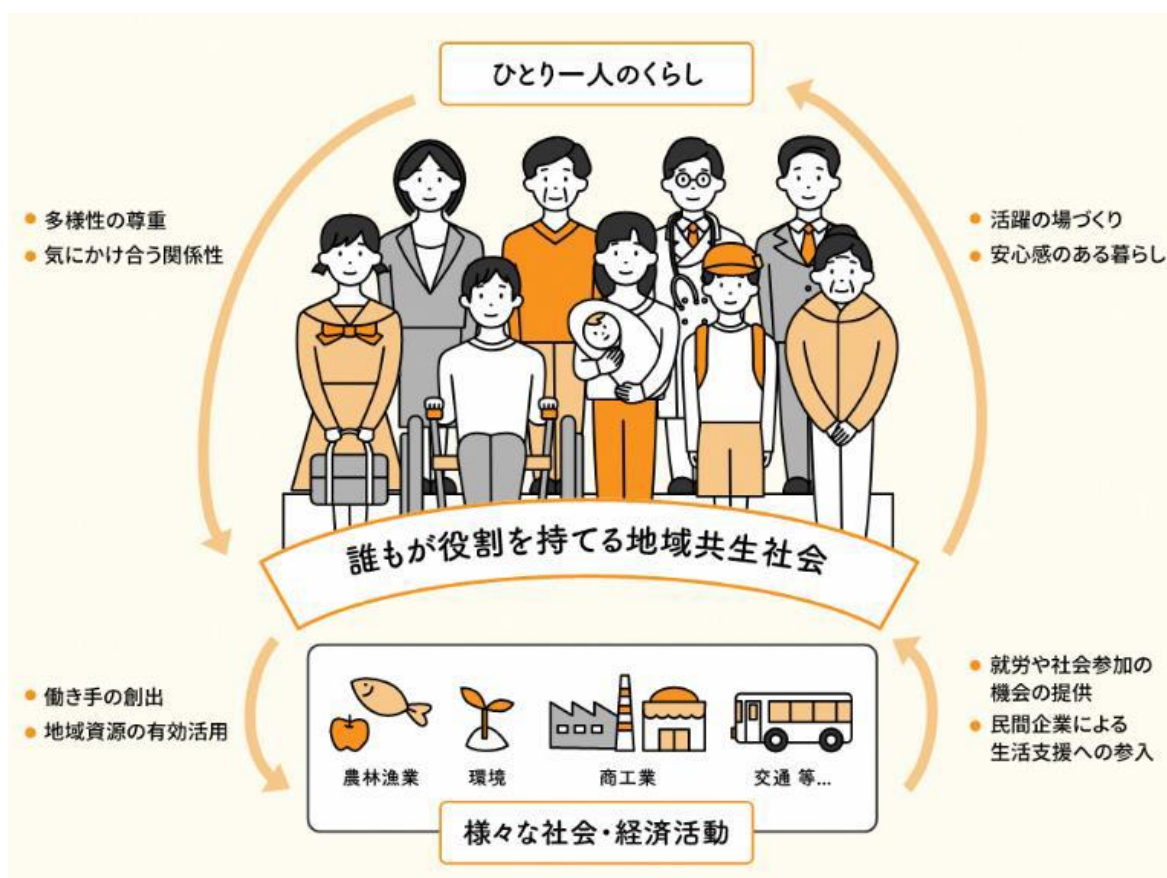 ひとり一人のくらし
● 多様性の尊重
● 気にかけ合う関係性
● 活躍の場づくり
● 安心感のある暮らし
誰もが役割を持てる地域共生社会
● 働き手の創出
● 地域資源の有効活用
● 就労や社会参加の
機会の提供
● 民間企業による
生活支援への参入
農林漁業
環境
商工業
交通 等...
様々な社会・経済活動